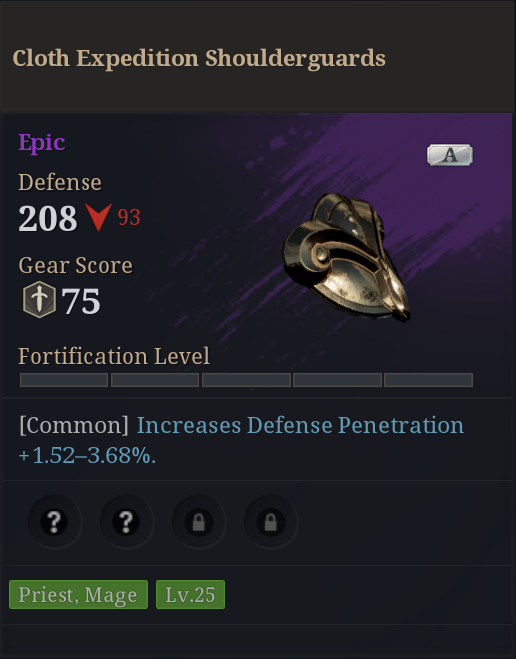 Cloth Expedition Shoulderguards
Epic
A
Defense
208 93
Gear Score
75
Fortification Level
[Common] Increases Defense Penetration
+1.52–3.68%.
? ?
Priest, Mage Lv.25